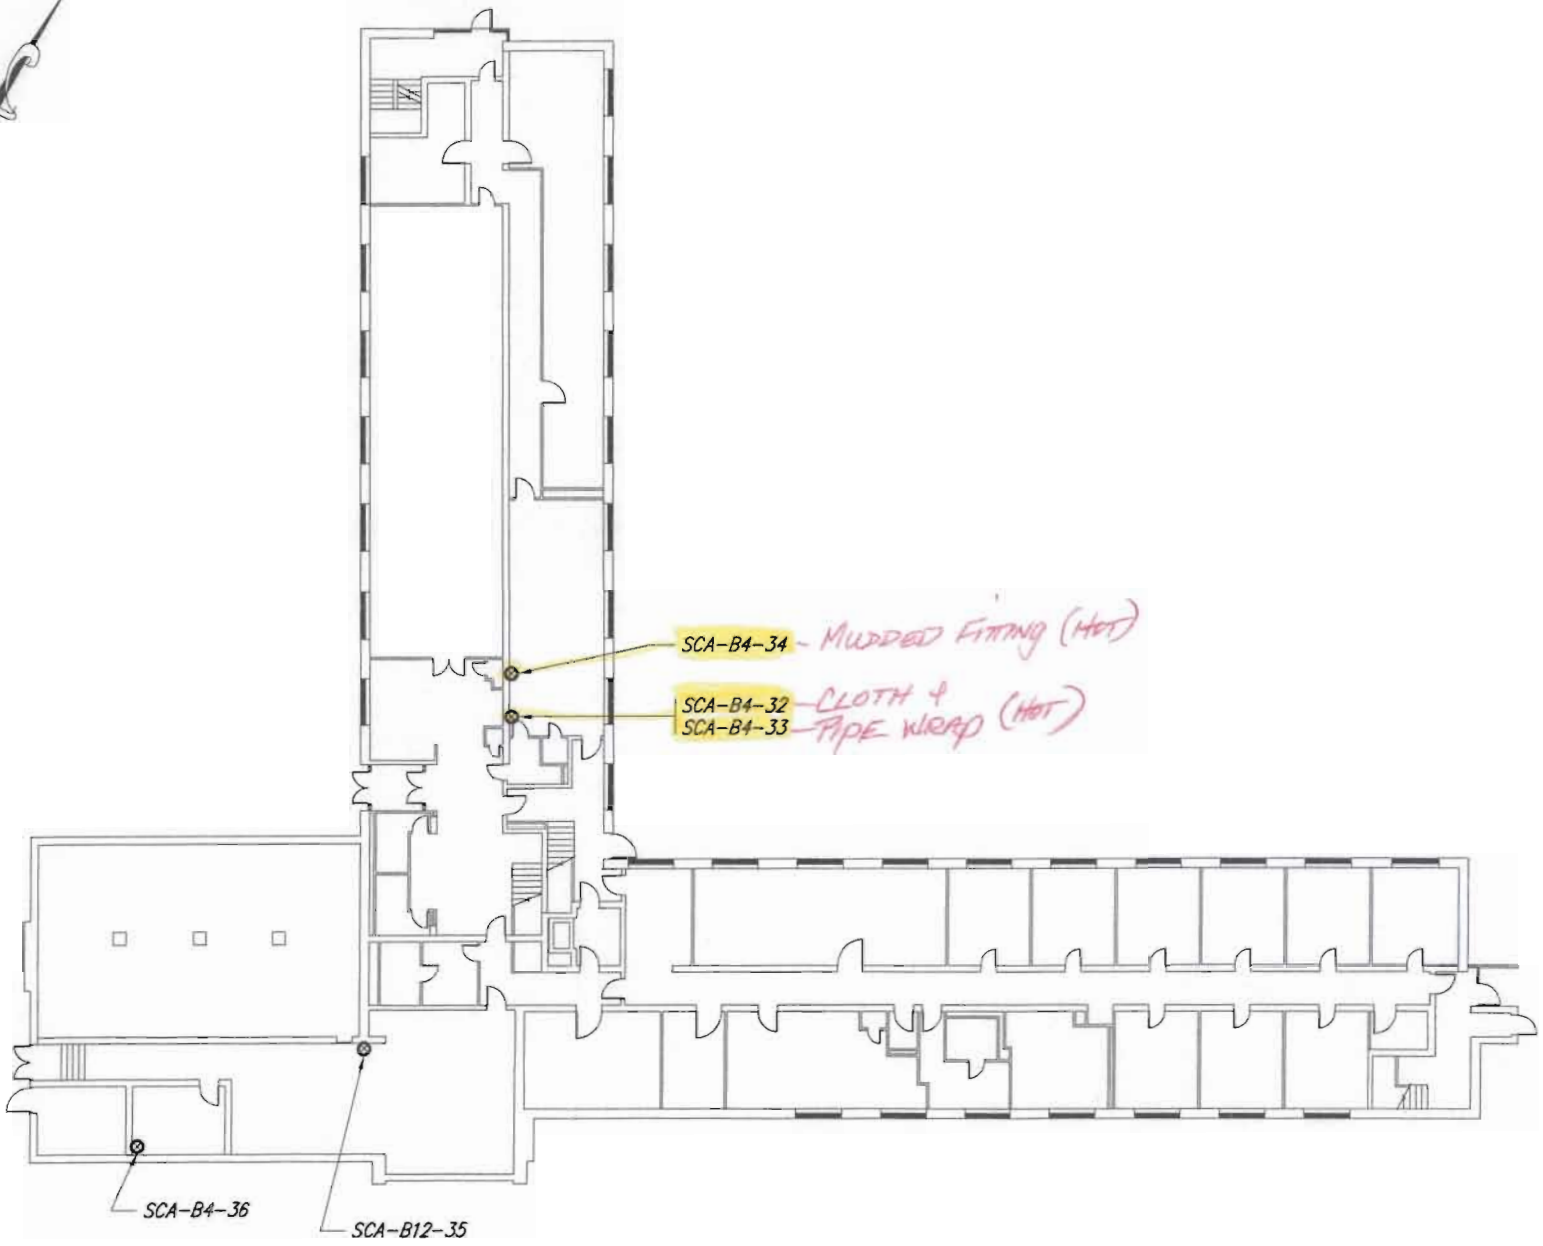 SCA-B4-34 - MUDDED FITTING (HOT)
SCA-B4-32 - CLOTH &
SCA-B4-33 - PIPE WRAP (HOT)
SCA-B4-36
SCA-B12-35